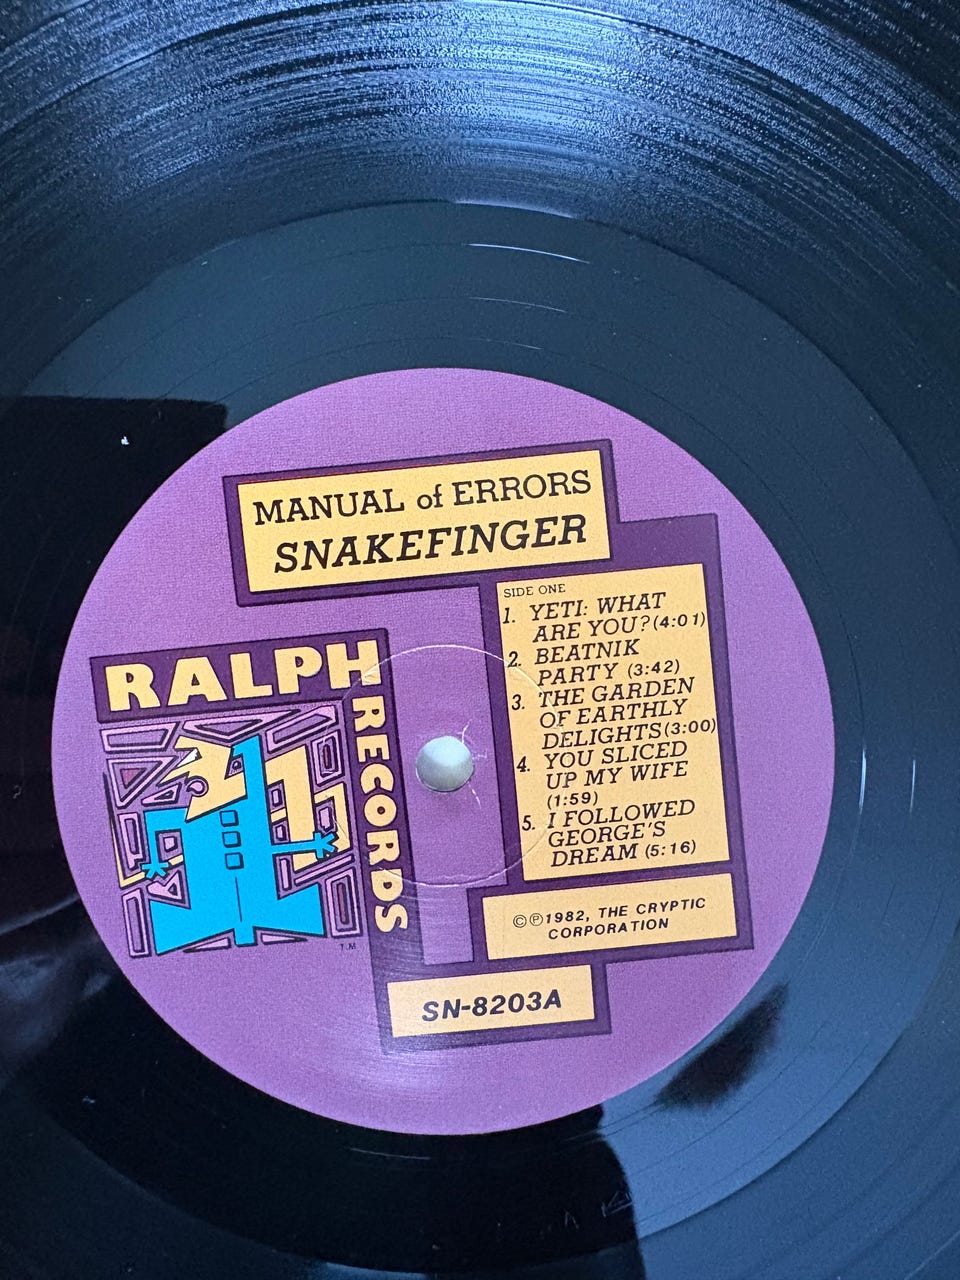 MANUAL of ERRORS
SNAKEFINGER
SIDE ONE
1. YETI: WHAT
ARE YOU? (4:01)
2. BEATNIK
PARTY (3:42)
3. THE GARDEN
OF EARTHLY
DELIGHTS (3:00)
4. YOU SLICED
UP MY WIFE
(1:59)
5. I FOLLOWED
GEORGE'S
DREAM (5:16)
RALPH
RECORDS
T.M.
©℗1982, THE CRYPTIC
CORPORATION
SN-8203A